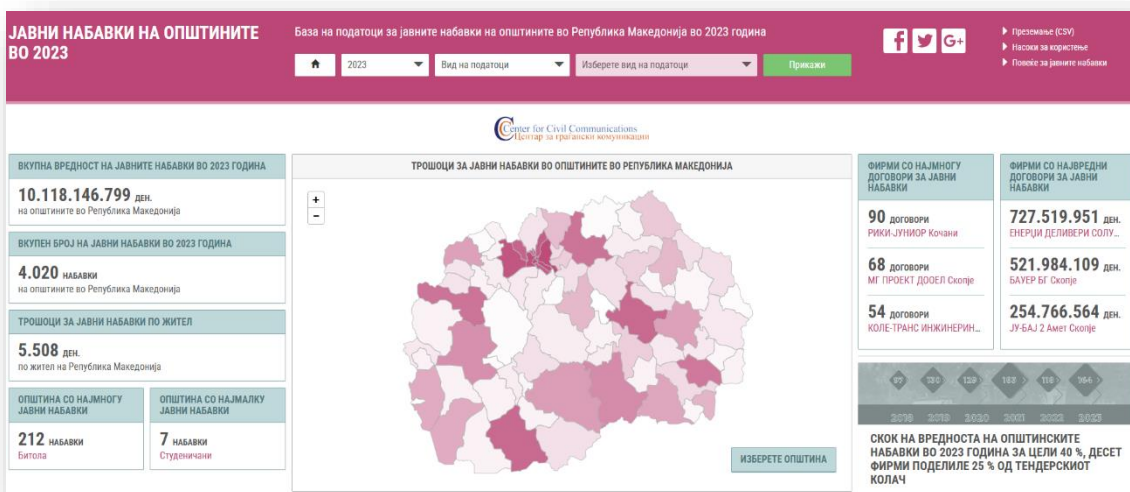 ЈАВНИ НАБАВКИ НА ОПШТИНИТЕ
ВО 2023
База на податоци за јавните набавки на општините во Република Македонија во 2023 година
2023
Вид на податоци
Изберете вид на податоци
Прикажи
Преземање (CSV)
Насоки за користење
Повеќе за јавните набавки
Center for Civil Communications
Центар за граѓански комуникации
ВКУПНА ВРЕДНОСТ НА ЈАВНИТЕ НАБАВКИ ВО 2023 ГОДИНА
10.118.146.799 ДЕН.
на општините во Република Македонија
ВКУПЕН БРОЈ НА ЈАВНИ НАБАВКИ ВО 2023 ГОДИНА
4.020 НАБАВКИ
на општините во Република Македонија
ТРОШОЦИ ЗА ЈАВНИ НАБАВКИ ПО ЖИТЕЛ
5.508 ДЕН.
по жител на Република Македонија
ОПШТИНА СО НАЈМНОГУ
ЈАВНИ НАБАВКИ
212 НАБАВКИ
Битола
ОПШТИНА СО НАЈМАЛКУ
ЈАВНИ НАБАВКИ
7 НАБАВКИ
Студеничани
ТРОШОЦИ ЗА ЈАВНИ НАБАВКИ ВО ОПШТИНИТЕ ВО РЕПУБЛИКА МАКЕДОНИЈА
+
−
ИЗБЕРЕТЕ ОПШТИНА
ФИРМИ СО НАЈМНОГУ
ДОГОВОРИ ЗА ЈАВНИ
НАБАВКИ
90 ДОГОВОРИ
РИКИ-ЈУНИОР Кочани
68 ДОГОВОРИ
МГ ПРОЕКТ ДООЕЛ Скопје
54 ДОГОВОРИ
КОЛЕ-ТРАНС ИНЖИНЕРИН...
ФИРМИ СО НАЈВРЕДНИ
ДОГОВОРИ ЗА ЈАВНИ
НАБАВКИ
727.519.951 ДЕН.
ЕНЕРЏИ ДЕЛИВЕРИ СОЛУ...
521.984.109 ДЕН.
БАУЕР БГ Скопје
254.766.564 ДЕН.
ЈУ-БАЈ 2 Амет Скопје
2018 2019 2020 2021 2022 2023
СКОК НА ВРЕДНОСТА НА ОПШТИНСКИТЕ
НАБАВКИ ВО 2023 ГОДИНА ЗА ЦЕЛИ 40 %, ДЕСЕТ
ФИРМИ ПОДЕЛИЛЕ 25 % ОД ТЕНДЕРСКИОТ
КОЛАЧ